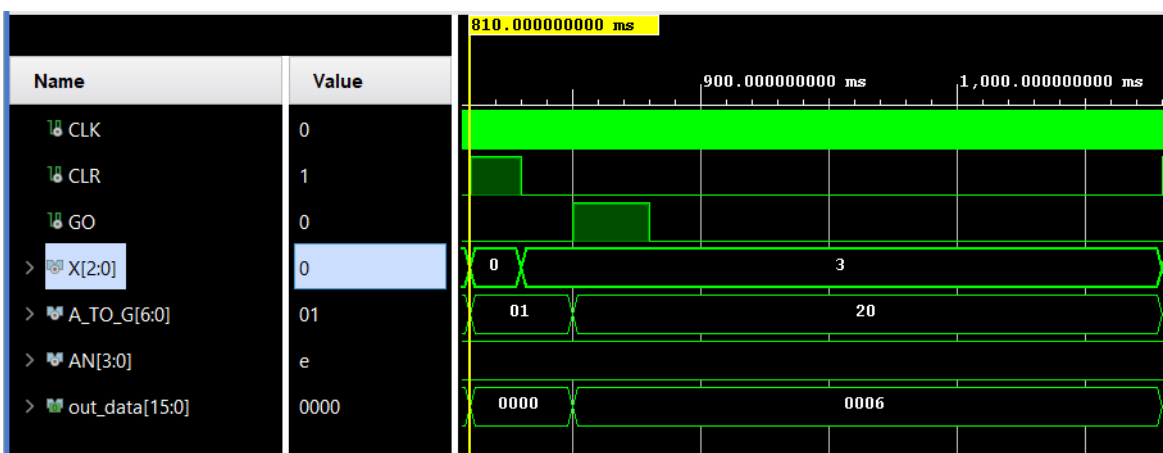 810.000000000 ms
Name Value
900.000000000 ms 1,000.000000000 ms
CLK 0
CLR 1
GO 0
> X[2:0] 0 0 3
> A_TO_G[6:0] 01 01 20
> AN[3:0] e
> out_data[15:0] 0000 0000 0006